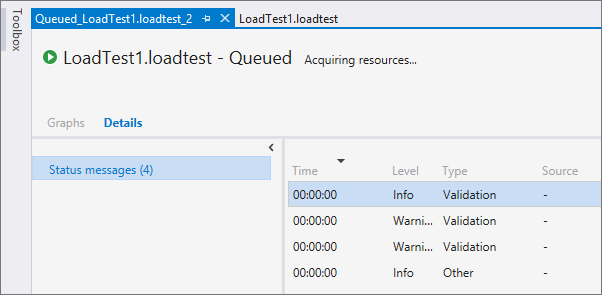 Toolbox
Queued_LoadTest1.loadtest_2 LoadTest1.loadtest
LoadTest1.loadtest - Queued Acquiring resources...
Graphs Details
Status messages (4)
Time Level Type Source
00:00:00 Info Validation -
00:00:00 Warni... Validation -
00:00:00 Warni... Validation -
00:00:00 Info Other -